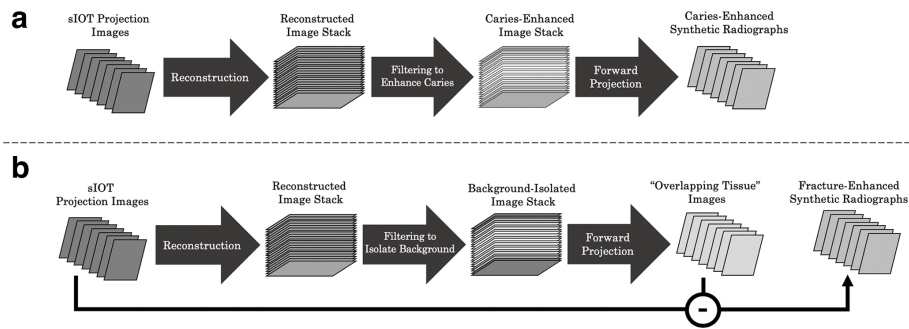 a
sIOT Projection
Images
Reconstruction
Reconstructed
Image Stack
Filtering to
Enhance Caries
Caries-Enhanced
Image Stack
Forward
Projection
Caries-Enhanced
Synthetic Radiographs
b
sIOT
Projection Images
Reconstruction
Reconstructed
Image Stack
Filtering to
Isolate Background
Background-Isolated
Image Stack
Forward
Projection
“Overlapping Tissue”
Images
Fracture-Enhanced
Synthetic Radiographs
-